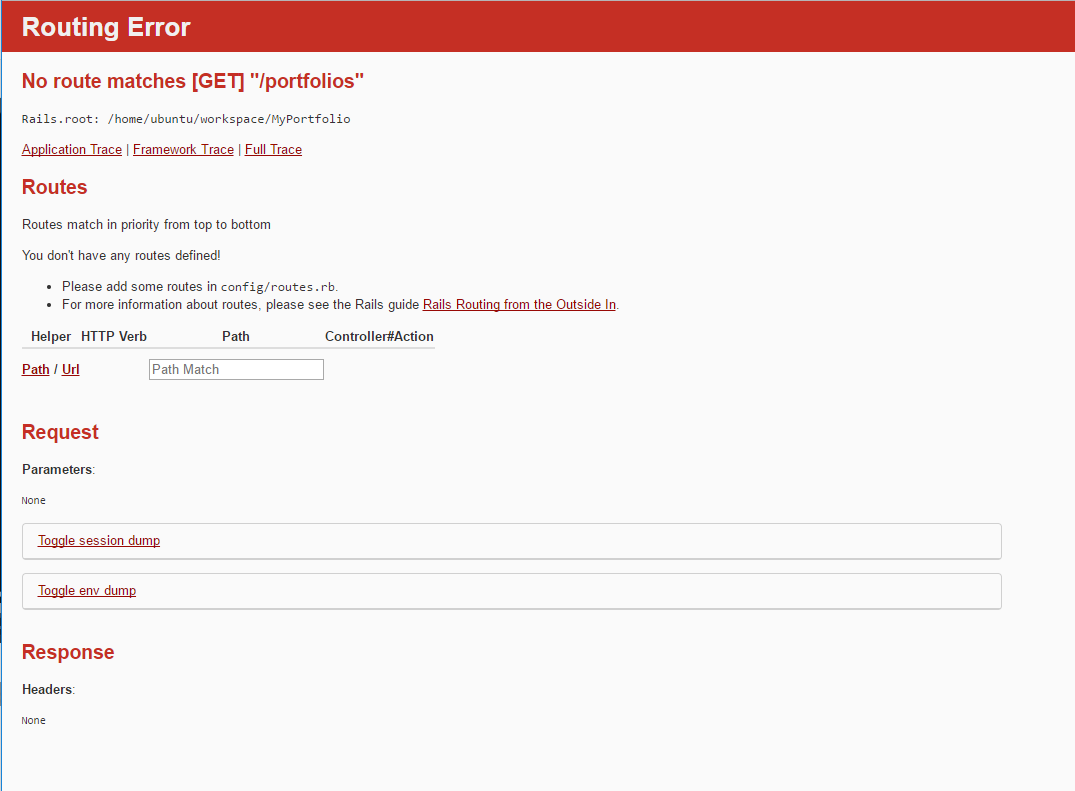 Routing Error
No route matches [GET] "/portfolios"
Rails.root: /home/ubuntu/workspace/MyPortfolio
Application Trace | Framework Trace | Full Trace
Routes
Routes match in priority from top to bottom
You don't have any routes defined!
• Please add some routes in config/routes.rb.
• For more information about routes, please see the Rails guide Rails Routing from the Outside In.
Helper HTTP Verb Path Controller#Action
Path / Url Path Match
Request
Parameters:
None
Toggle session dump
Toggle env dump
Response
Headers:
None